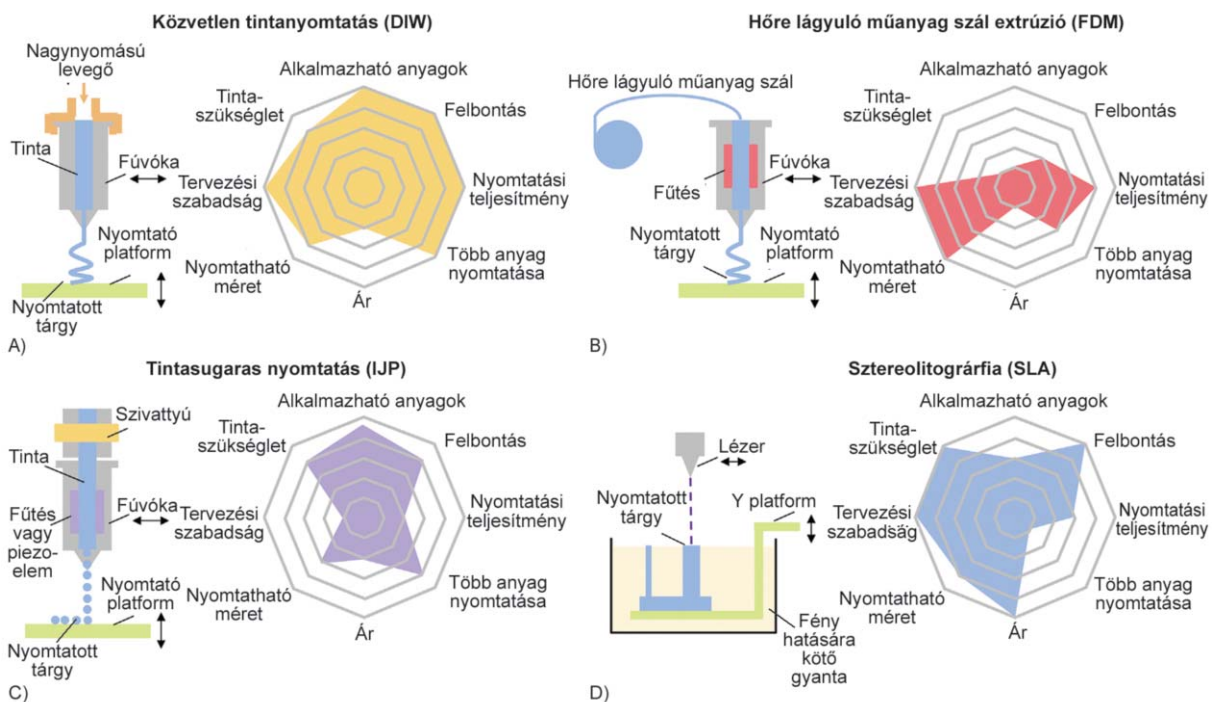 Közvetlen tintanyomtatás (DIW)
Nagynyomású
levegő
Tinta
Fúvóka
Nyomtató
platform
Nyomtatott
tárgy
Alkalmazható anyagok
Felbontás
Nyomtatási
teljesítmény
Több anyag
nyomtatása
Ár
Nyomtatható
méret
Tervezési
szabadság
Tinta-
szükséglet
A)
Hőre lágyuló műanyag szál extrúzió (FDM)
Hőre lágyuló műanyag szál
Fűtés
Fúvóka
Nyomtatott
tárgy
Nyomtató
platform
Alkalmazható anyagok
Felbontás
Nyomtatási
teljesítmény
Több anyag
nyomtatása
Ár
Nyomtatható
méret
Tervezési
szabadság
Tinta-
szükséglet
B)
Tintasugaras nyomtatás (IJP)
Szivattyú
Tinta
Fűtés
vagy
piezo-
elem
Fúvóka
Nyomtató
platform
Nyomtatott
tárgy
Alkalmazható anyagok
Felbontás
Nyomtatási
teljesítmény
Több anyag
nyomtatása
Ár
Nyomtatható
méret
Tervezési
szabadság
Tinta-
szükséglet
C)
Sztereolitográrfia (SLA)
Lézer
Nyomtatott
tárgy
Y platform
Fény
hatására
kötő
gyanta
Alkalmazható anyagok
Felbontás
Nyomtatási
teljesítmény
Több anyag
nyomtatása
Ár
Nyomtatható
méret
Tervezési
szabadság
Tinta-
szükséglet
D)